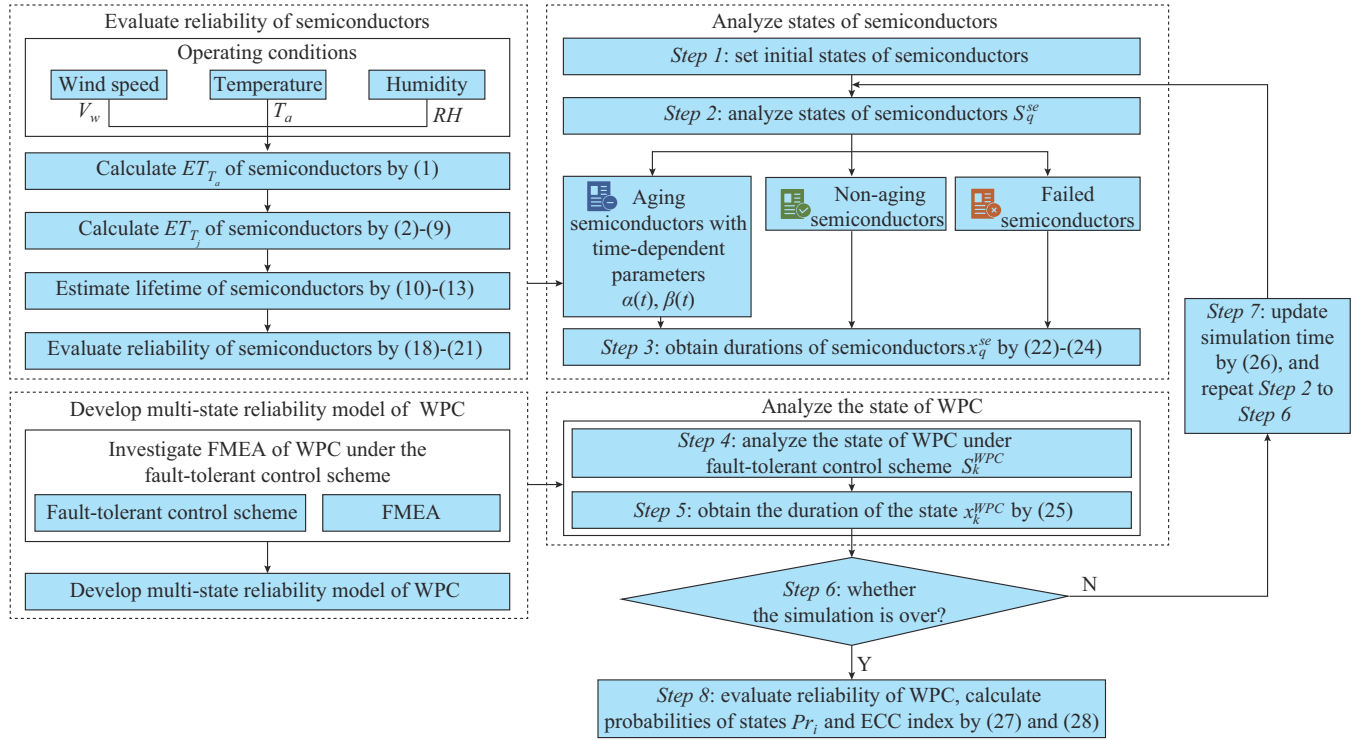 Evaluate reliability of semiconductors
Operating conditions
Wind speed
Temperature
Humidity
V_w
T_a
RH
Calculate ET_{T_a} of semiconductors by (1)
Calculate ET_{T_j} of semiconductors by (2)-(9)
Estimate lifetime of semiconductors by (10)-(13)
Evaluate reliability of semiconductors by (18)-(21)
Develop multi-state reliability model of WPC
Investigate FMEA of WPC under the
fault-tolerant control scheme
Fault-tolerant control scheme
FMEA
Develop multi-state reliability model of WPC
Analyze states of semiconductors
Step 1: set initial states of semiconductors
Step 2: analyze states of semiconductors S_q^{se}
Aging
semiconductors with
time-dependent
parameters
α(t), β(t)
Non-aging
semiconductors
Failed
semiconductors
Step 3: obtain durations of semiconductors x_q^{se} by (22)-(24)
Analyze the state of WPC
Step 4: analyze the state of WPC under
fault-tolerant control scheme S_k^{WPC}
Step 5: obtain the duration of the state x_k^{WPC} by (25)
Step 6: whether
the simulation is over?
N
Y
Step 7: update
simulation time
by (26), and
repeat Step 2 to
Step 6
Step 8: evaluate reliability of WPC, calculate
probabilities of states Pr_i and ECC index by (27) and (28)